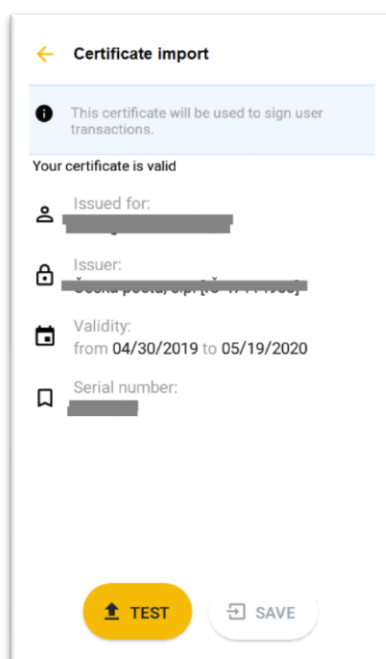 Certificate import
This certificate will be used to sign user
transactions.
Your certificate is valid
Issued for:
Issuer:
Validity:
from 04/30/2019 to 05/19/2020
Serial number:
TEST
SAVE